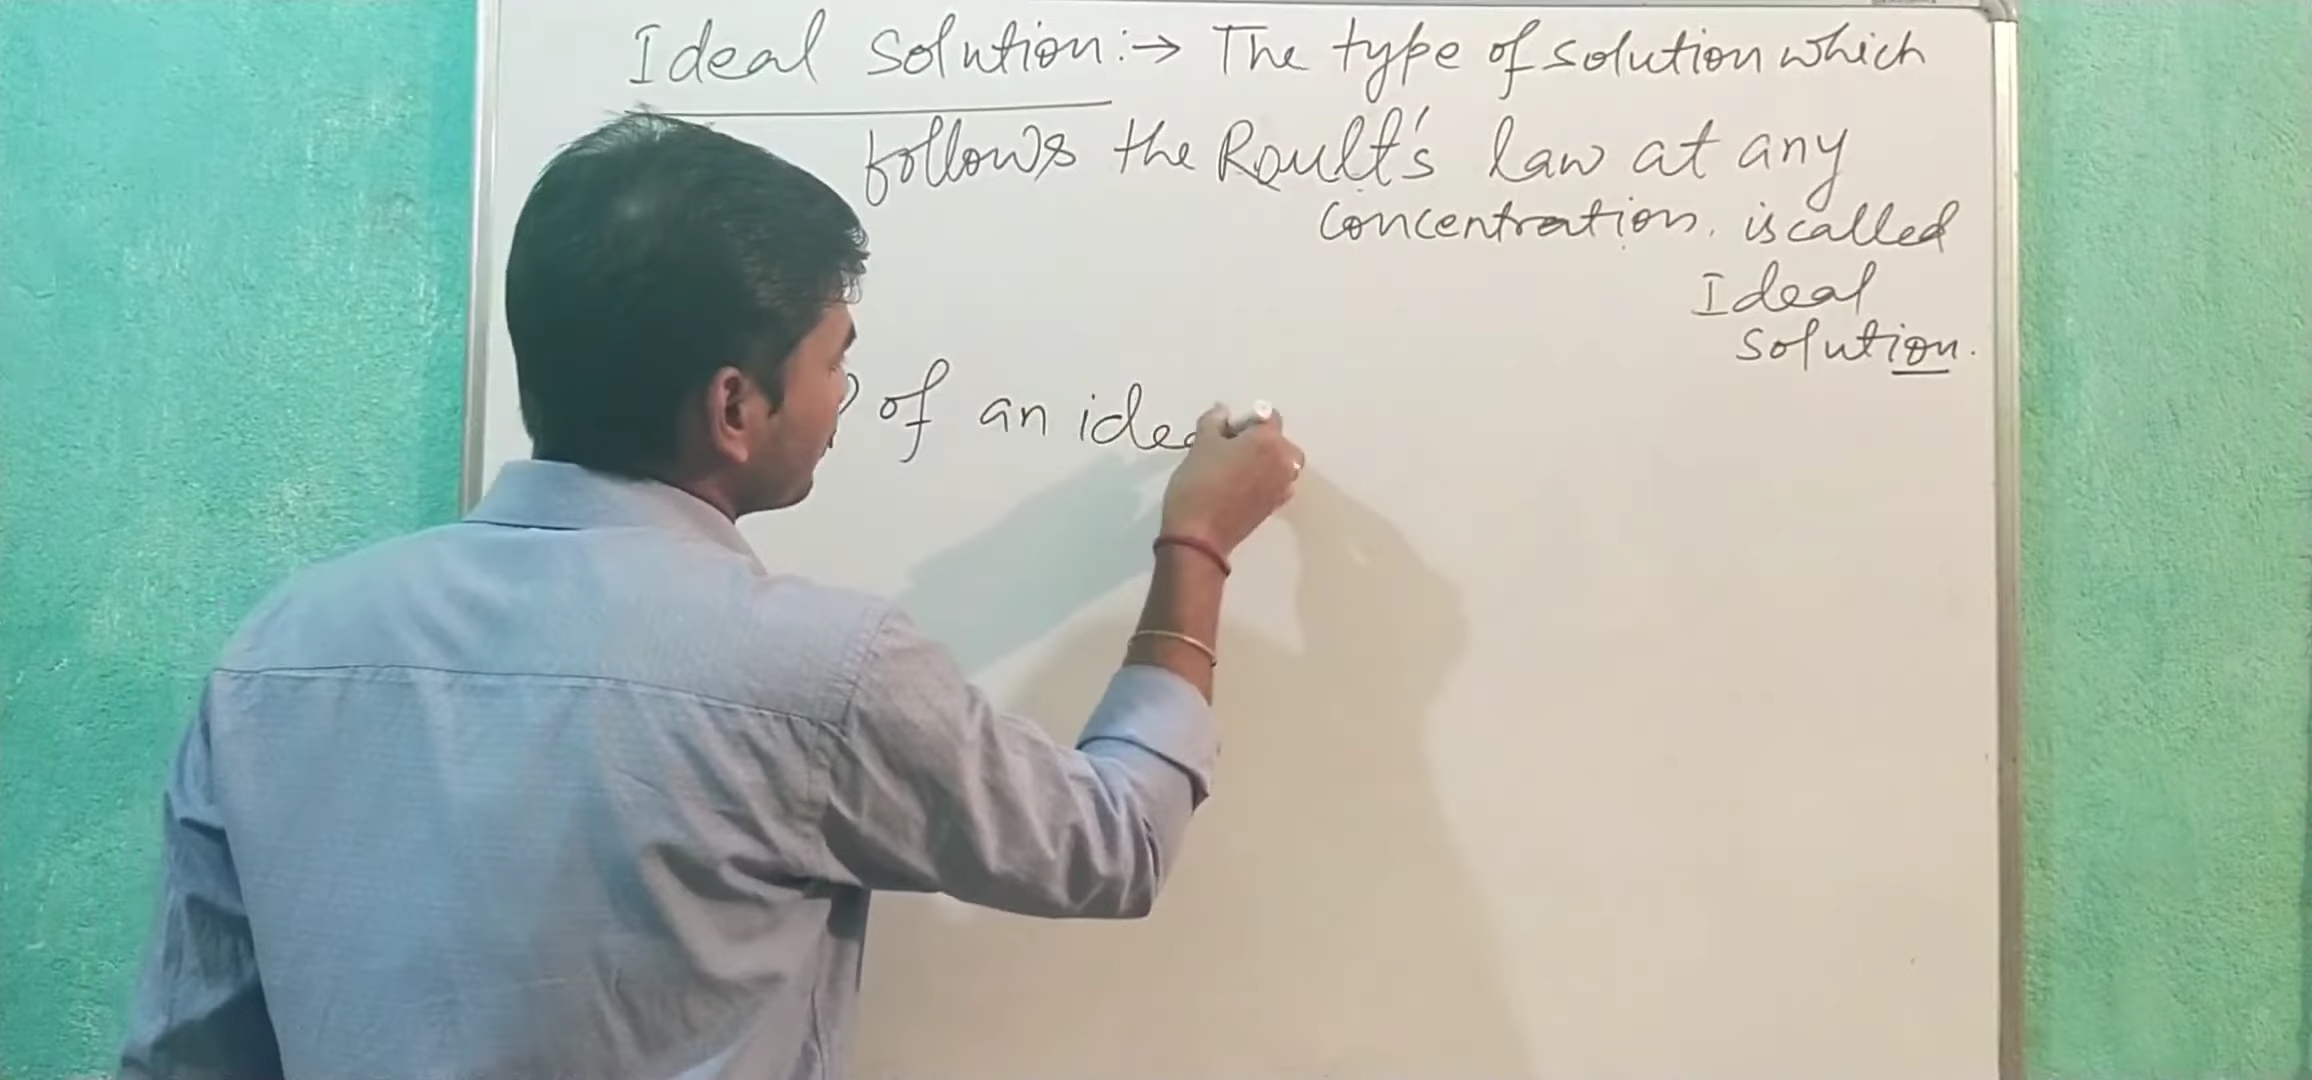 Ideal Solution:→ The type of solution which
follows the Roult's law at any
concentration. is called
Ideal
Solution.
of an idea